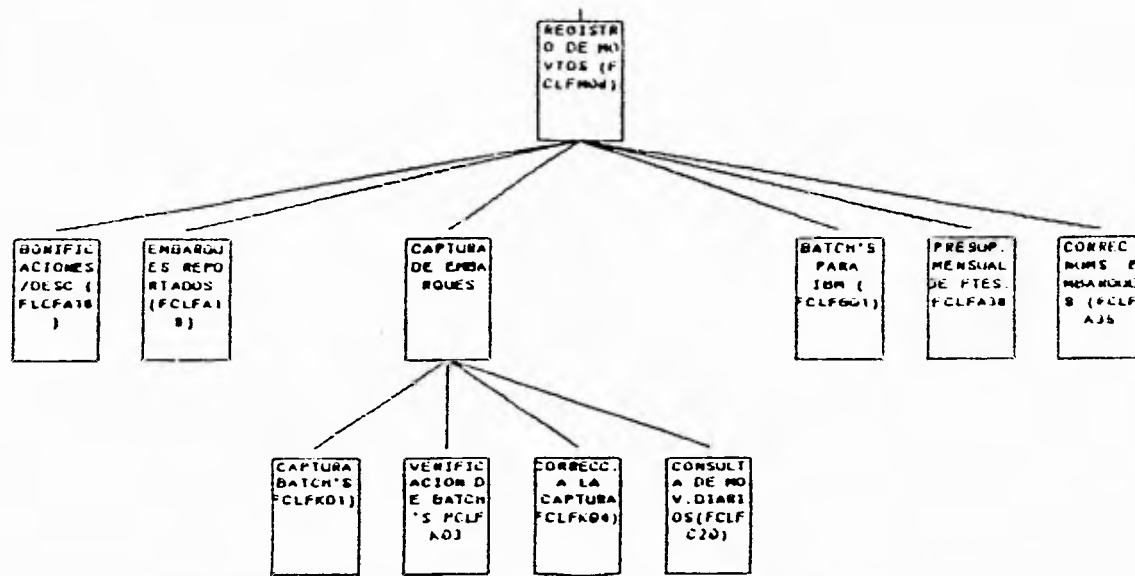 REGISTR
O DE MO
VTOS (F
CLFM04)
BONIFIC
ACIONES
/DESC (
)
EMBARQU
ES REPO
RTADOS
(FCLFA1
8)
CAPTURA
DE EMBA
RQUES
BATCH'S
PARA
IBM (
FCLFG01)
PRESUP.
MENSUAL
DE FTES.
(FCLFA38
CORREC
NUMS E
MBARQUE
S (FCLF
A35
CAPTURA
BATCH'S
FCLFK01)
VERIFIC
ACION D
E BATCH
'S FCLF
K03
CORRECC.
A LA
CAPTURA
FCLFK04)
CONSULT
A DE MO
V.DIARI
OS(FCLF
C20)